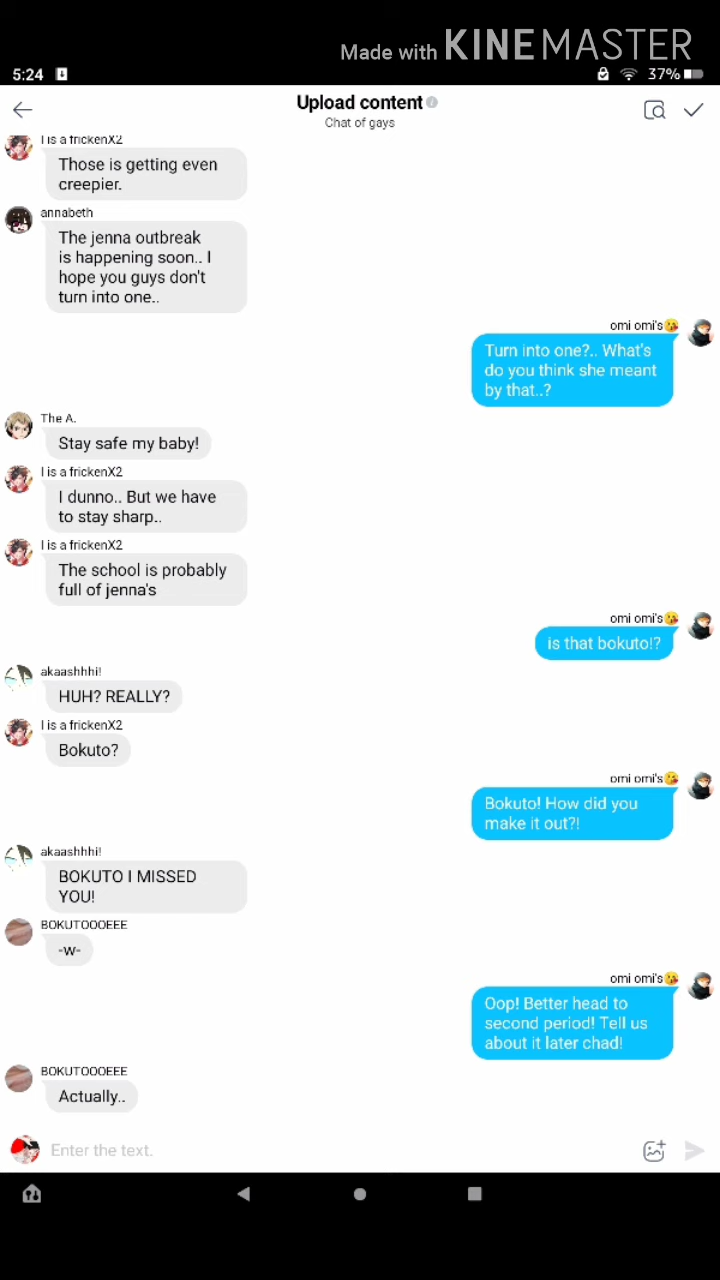 Made with KINEMASTER
5:24
37%
Upload content
Chat of gays
I is a frickenX2
Those is getting even
creepier.
annabeth
The jenna outbreak
is happening soon.. I
hope you guys don't
turn into one..
omi omi's😘
Turn into one?.. What's
do you think she meant
by that..?
The A.
Stay safe my baby!
I is a frickenX2
I dunno.. But we have
to stay sharp..
I is a frickenX2
The school is probably
full of jenna's
omi omi's😘
is that bokuto!?
akaashhhi!
HUH? REALLY?
I is a frickenX2
Bokuto?
omi omi's😘
Bokuto! How did you
make it out?!
akaashhhi!
BOKUTO I MISSED
YOU!
BOKUTOOOEEE
-w-
omi omi's😘
Oop! Better head to
second period! Tell us
about it later chad!
BOKUTOOOEEE
Actually..
Enter the text.